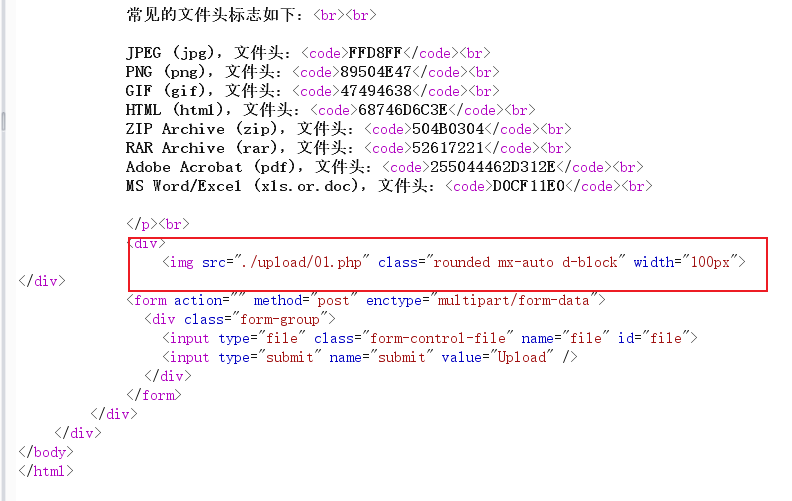 常见的文件头标志如下：<br><br>
JPEG (jpg)，文件头：<code>FFD8FF</code><br>
PNG (png)，文件头：<code>89504E47</code><br>
GIF (gif)，文件头：<code>47494638</code><br>
HTML (html)，文件头：<code>68746D6C3E</code><br>
ZIP Archive (zip)，文件头：<code>504B0304</code><br>
RAR Archive (rar)，文件头：<code>52617221</code><br>
Adobe Acrobat (pdf)，文件头：<code>255044462D312E</code><br>
MS Word/Excel (xls.or.doc)，文件头：<code>D0CF11E0</code><br>
</p><br>
<div>
<img src="./upload/01.php" class="rounded mx-auto d-block" width="100px">
</div>
<form action="" method="post" enctype="multipart/form-data">
<div class="form-group">
<input type="file" class="form-control-file" name="file" id="file">
<input type="submit" name="submit" value="Upload" />
</div>
</form>
</div>
</div>
</body>
</html>